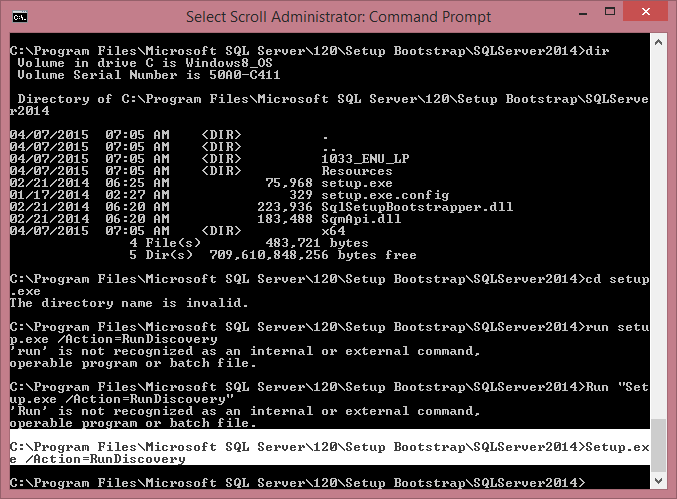 Select Scroll Administrator: Command Prompt
C:\Program Files\Microsoft SQL Server\120\Setup Bootstrap\SQLServer2014>dir
 Volume in drive C is Windows8_OS
 Volume Serial Number is 50A0-C411
 Directory of C:\Program Files\Microsoft SQL Server\120\Setup Bootstrap\SQLServe
r2014
04/07/2015  07:05 AM    <DIR>          .
04/07/2015  07:05 AM    <DIR>          ..
04/07/2015  07:05 AM    <DIR>          1033_ENU_LP
04/07/2015  07:05 AM    <DIR>          Resources
02/21/2014  06:25 AM            75,968 setup.exe
01/17/2014  02:27 AM               329 setup.exe.config
02/21/2014  06:20 AM           223,936 SqlSetupBootstrapper.dll
02/21/2014  06:20 AM           183,488 SqmApi.dll
04/07/2015  07:05 AM    <DIR>          x64
               4 File(s)        483,721 bytes
               5 Dir(s)  709,610,848,256 bytes free
C:\Program Files\Microsoft SQL Server\120\Setup Bootstrap\SQLServer2014>cd setup
.exe
The directory name is invalid.
C:\Program Files\Microsoft SQL Server\120\Setup Bootstrap\SQLServer2014>run setu
p.exe /Action=RunDiscovery
'run' is not recognized as an internal or external command,
operable program or batch file.
C:\Program Files\Microsoft SQL Server\120\Setup Bootstrap\SQLServer2014>Run "Set
up.exe /Action=RunDiscovery"
'Run' is not recognized as an internal or external command,
operable program or batch file.
C:\Program Files\Microsoft SQL Server\120\Setup Bootstrap\SQLServer2014>Setup.ex
e /Action=RunDiscovery
C:\Program Files\Microsoft SQL Server\120\Setup Bootstrap\SQLServer2014>